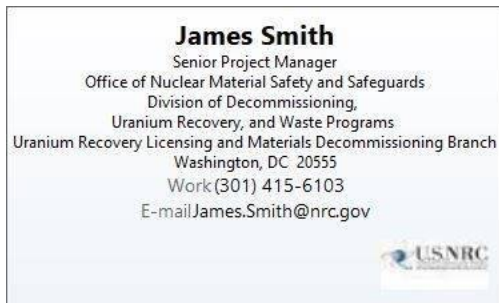 James Smith
Senior Project Manager
Office of Nuclear Material Safety and Safeguards
Division of Decommissioning,
Uranium Recovery, and Waste Programs
Uranium Recovery Licensing and Materials Decommissioning Branch
Washington, DC  20555
Work (301) 415-6103
E-mail James.Smith@nrc.gov
U.S.NRC